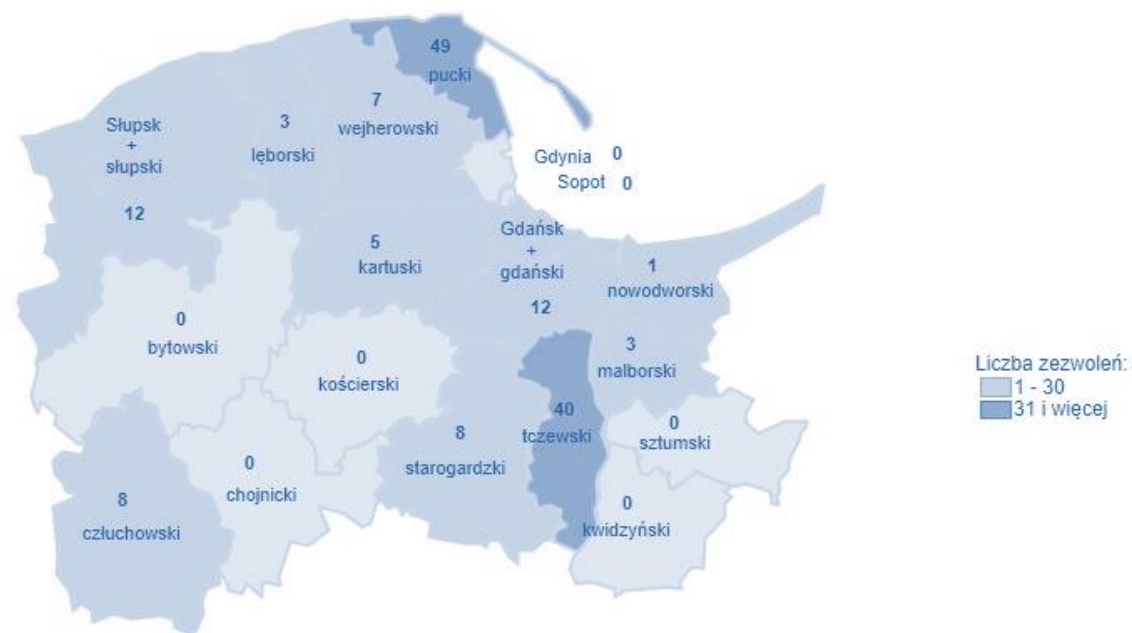 49
pucki
7
wejherowski
3
lęborski
Słupsk
+
słupski
12
Gdynia 0
Sopot 0
5
kartuski
Gdańsk
+
gdański
12
1
nowodworski
0
bytowski
0
kościerski
3
malborski
Liczba zezwoleń:
1 - 30
31 i więcej
40
tczewski
0
sztumski
8
starogardzki
0
chojnicki
8
człuchowski
0
kwidzyński